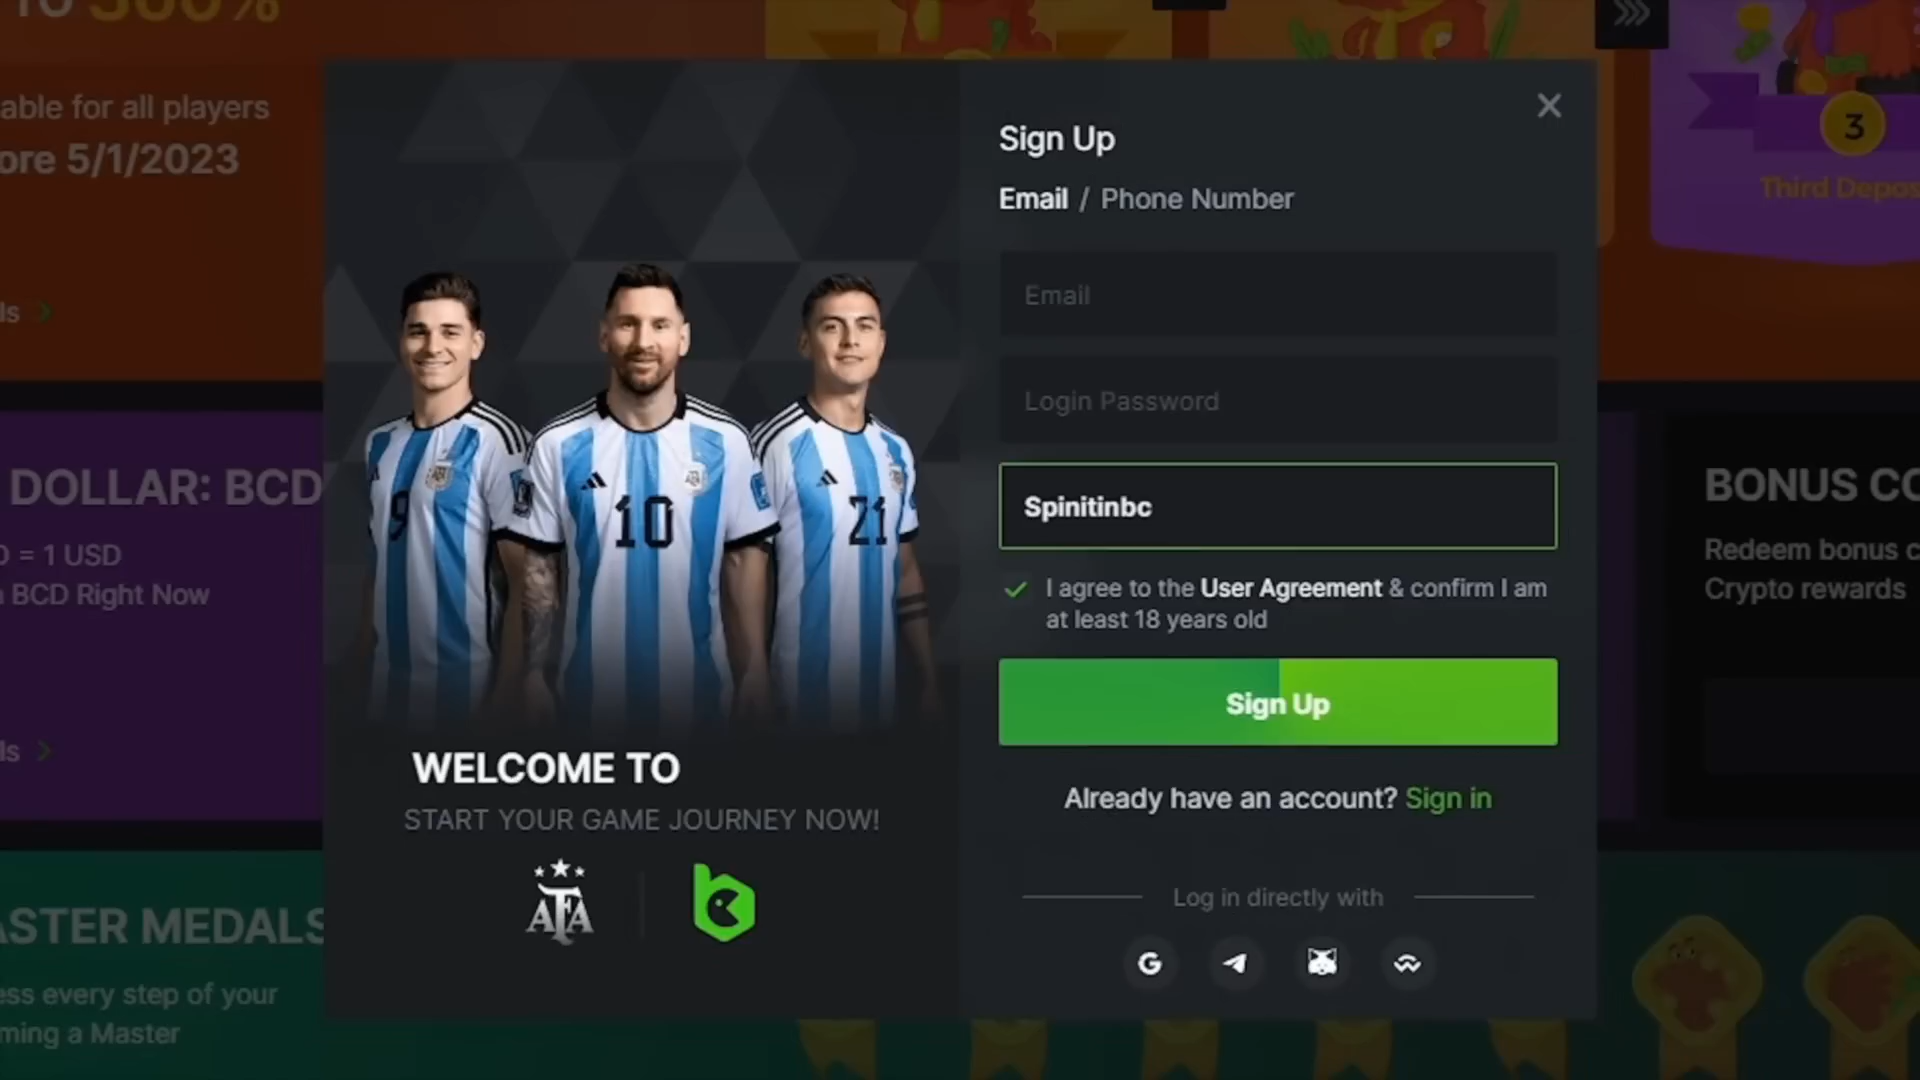 TO 300%
able for all players
ore 5/1/2023
ls
DOLLAR: BCD
= 1 USD
BCD Right Now
ls
ASTER MEDALS
ess every step of your
ming a Master
9
10
21
WELCOME TO
START YOUR GAME JOURNEY NOW!
AFA
Sign Up
Email / Phone Number
Email
Login Password
Spinitinbc
I agree to the User Agreement & confirm I am
at least 18 years old
Sign Up
Already have an account? Sign in
Log in directly with
G
3
Third Depos
BONUS CO
Redeem bonus c
Crypto rewards